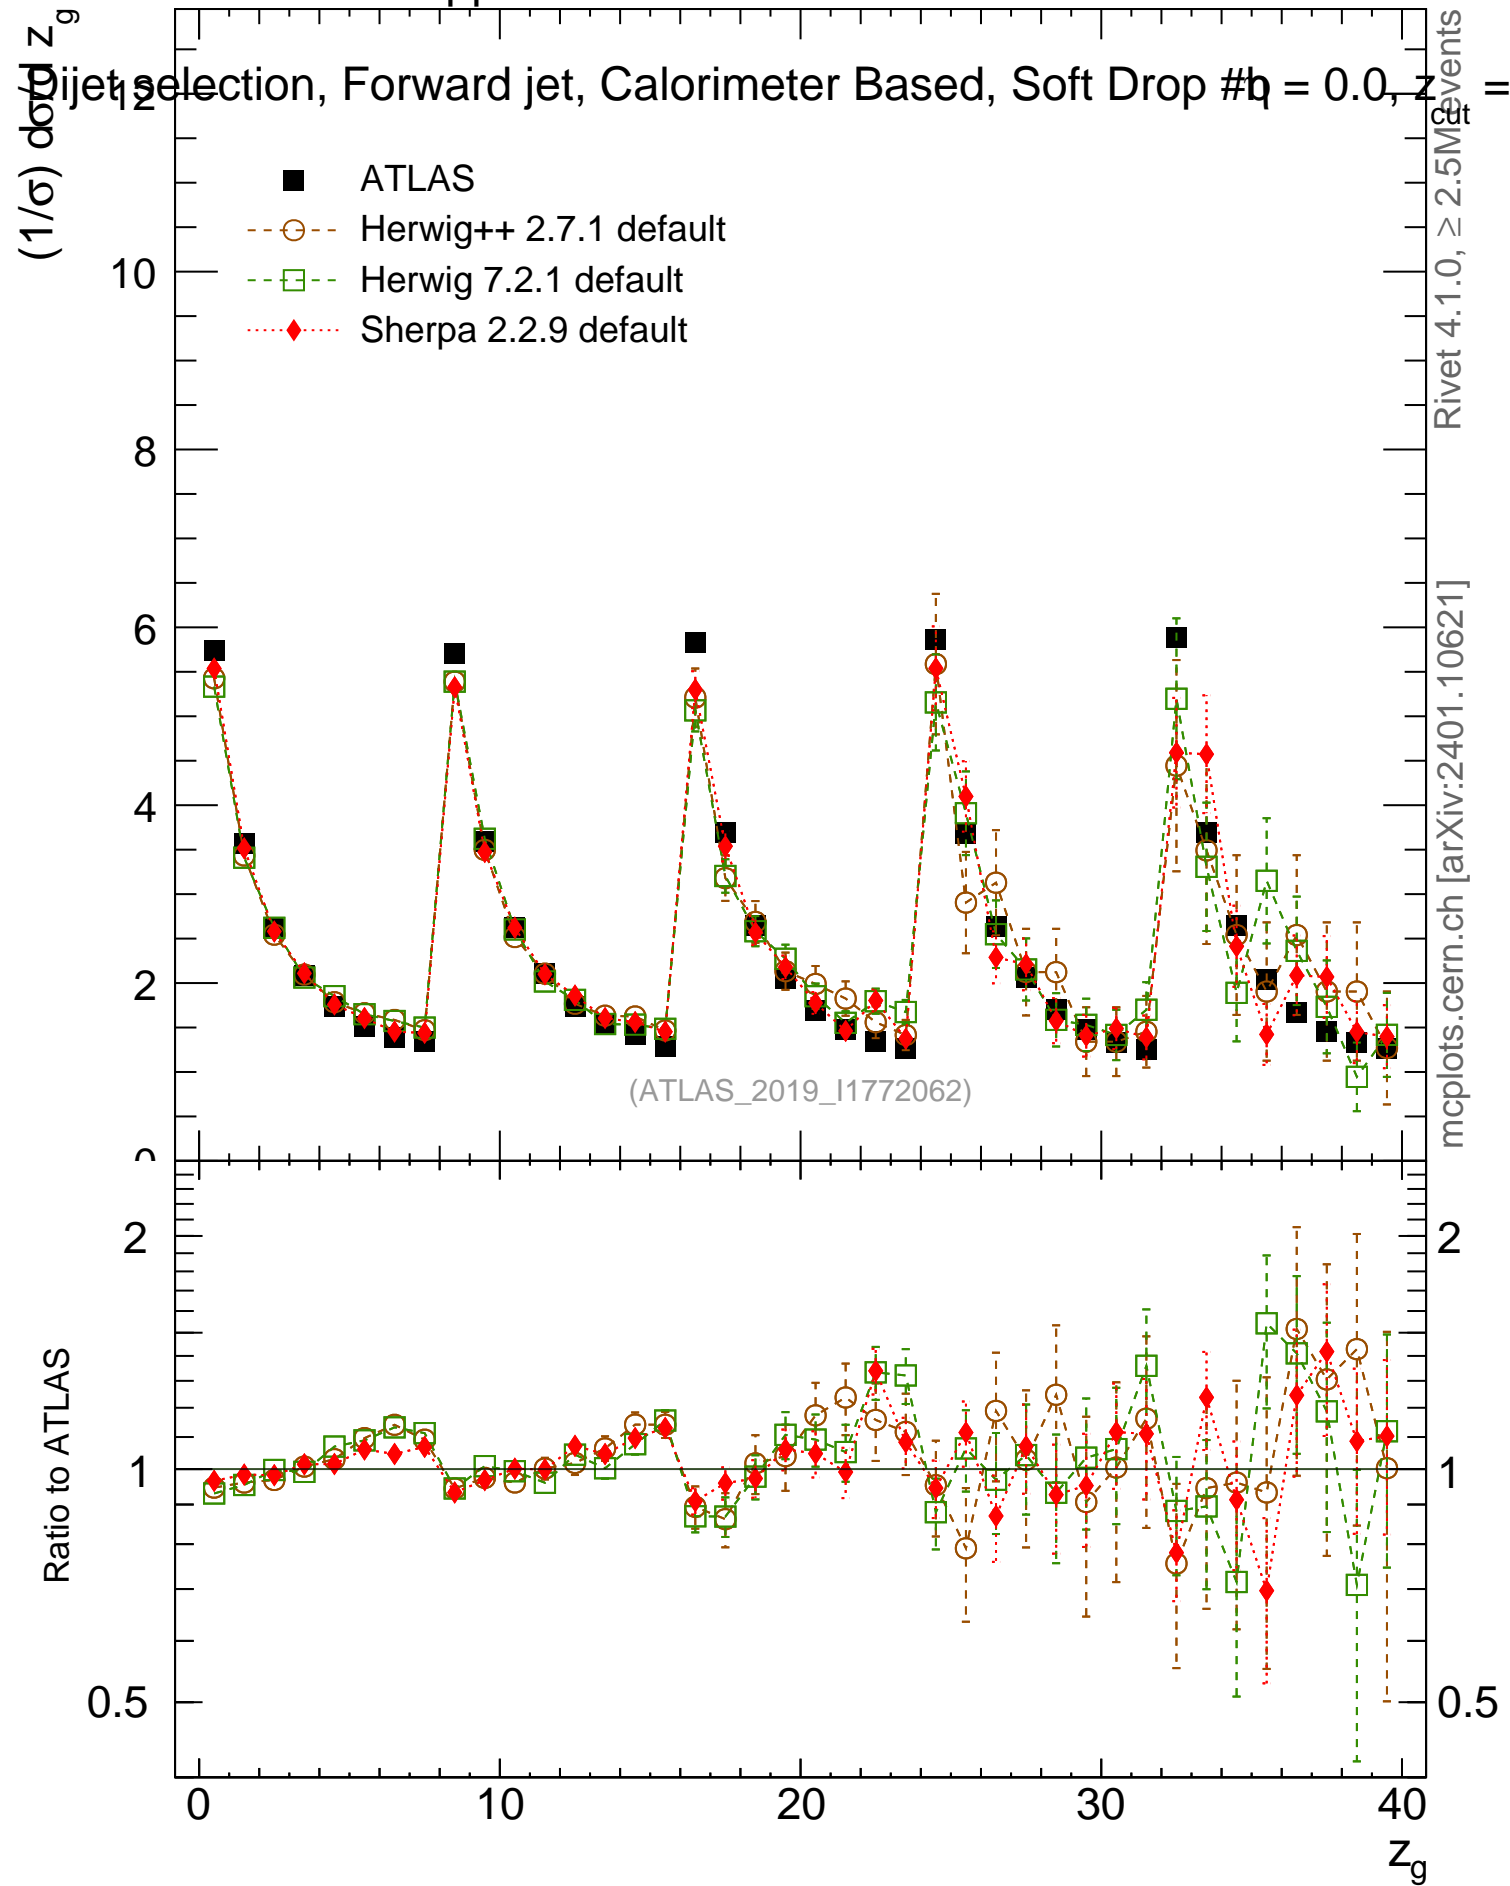 (1/σ) dσ/d z_g
Dijet selection, Forward jet, Calorimeter Based, Soft Drop #b = 0.0, z_cut =
ATLAS
Herwig++ 2.7.1 default
Herwig 7.2.1 default
Sherpa 2.2.9 default
12
10
8
6
4
2
0
(ATLAS_2019_I1772062)
Rivet 4.1.0, ≥ 2.5M events
mcplots.cern.ch [arXiv:2401.10621]
Ratio to ATLAS
2
1
0.5
2
1
0.5
0 10 20 30 40
z_g